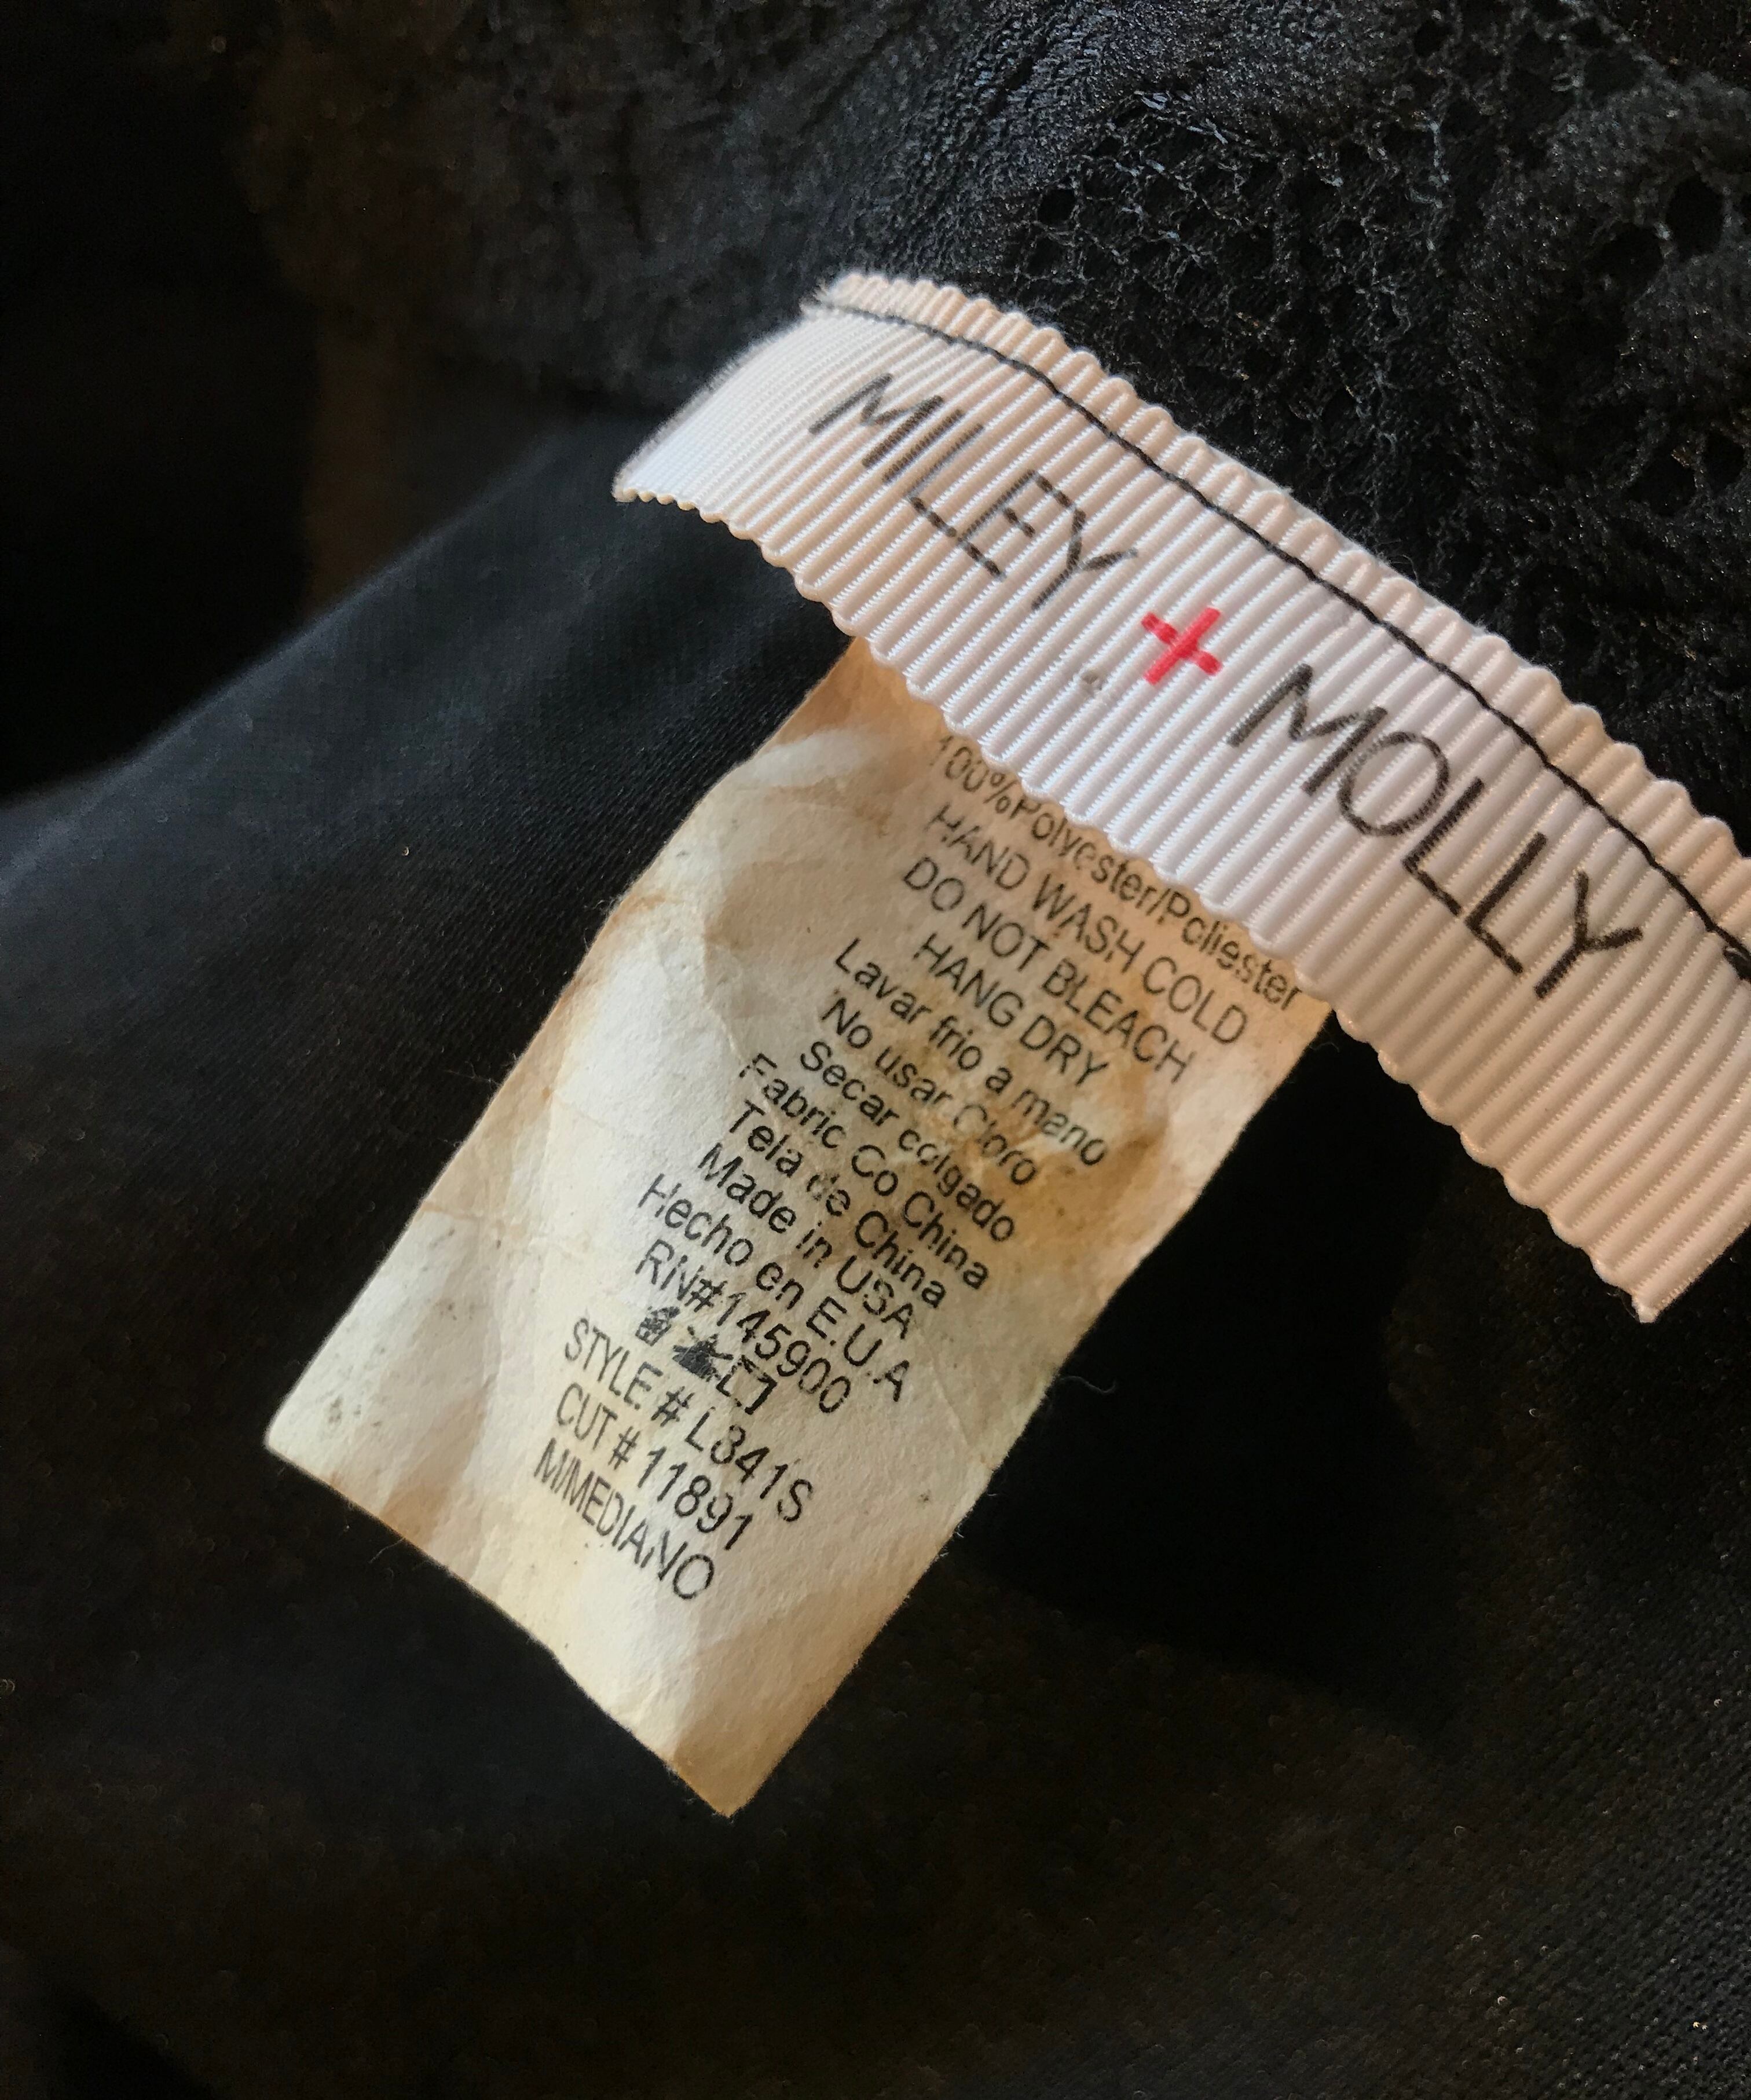 MILEY + MOLLY
100%Polyester/Poliester
HAND WASH COLD
DO NOT BLEACH
HANG DRY
Lavar frio a mano
No usar Cloro
Secar colgado
Fabric Co China
Tela de China
Made in USA
Hecho en E.U.A
RN#145900
STYLE # L341S
CUT # 11891
M/MEDIANO